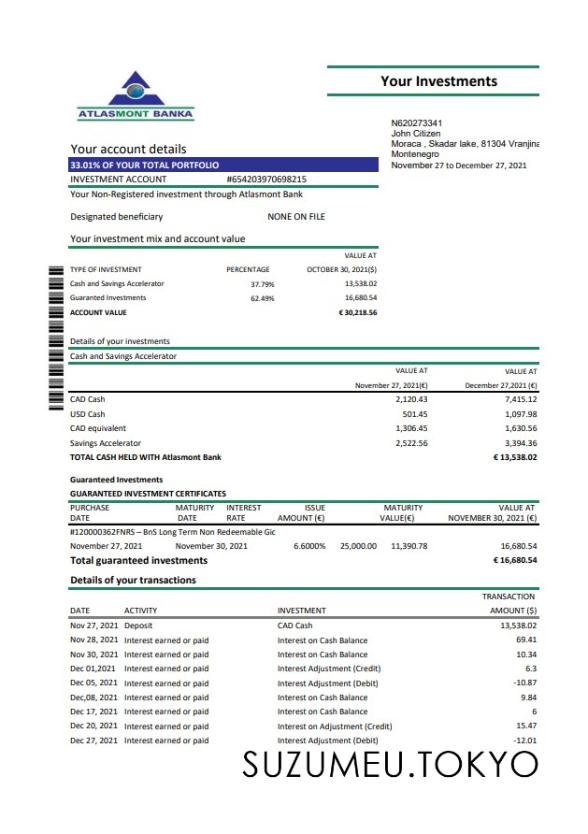 Your Investments
ATLASMONT BANKA
N620273341
John Citizen
Moraca , Skadar lake, 81304 Vranjina
Montenegro
November 27 to December 27, 2021
Your account details
33.01% OF YOUR TOTAL PORTFOLIO
INVESTMENT ACCOUNT #654203970698215
Your Non-Registered investment through Atlasmont Bank
Designated beneficiary NONE ON FILE
Your investment mix and account value
VALUE AT
TYPE OF INVESTMENT PERCENTAGE OCTOBER 30, 2021($)
Cash and Savings Accelerator 37.79% 13,538.02
Guaranted Investments 62.49% 16,680.54
ACCOUNT VALUE € 30,218.56
Details of your investments
Cash and Savings Accelerator
VALUE AT VALUE AT
November 27, 2021(€) December 27,2021 (€)
CAD Cash 2,120.43 7,415.12
USD Cash 501.45 1,097.98
CAD equivalent 1,306.45 1,630.56
Savings Accelerator 2,522.56 3,394.36
TOTAL CASH HELD WITH Atlasmont Bank € 13,538.02
Guaranteed Investments
GUARANTEED INVESTMENT CERTIFICATES
PURCHASE MATURITY INTEREST ISSUE MATURITY VALUE AT
DATE DATE RATE AMOUNT (€) VALUE(€) NOVEMBER 30, 2021 (€)
#120000362FNRS – BnS Long Term Non Redeemable Gic
November 27, 2021 November 30, 2021 6.6000% 25,000.00 11,390.78 16,680.54
Total guaranteed investments € 16,680.54
Details of your transactions
TRANSACTION
DATE ACTIVITY INVESTMENT AMOUNT ($)
Nov 27, 2021 Deposit CAD Cash 13,538.02
Nov 28, 2021 Interest earned or paid Interest on Cash Balance 69.41
Nov 30, 2021 Interest earned or paid Interest on Cash Balance 10.34
Dec 01,2021 Interest earned or paid Interest Adjustment (Credit) 6.3
Dec 05, 2021 Interest earned or paid Interest Adjustment (Debit) -10.87
Dec,08, 2021 Interest earned or paid Interest on Cash Balance 9.84
Dec 17, 2021 Interest earned or paid Interest on Cash Balance 6
Dec 20, 2021 Interest earned or paid Interest on Adjustment (Credit) 15.47
Dec 27, 2021 Interest earned or paid Interest Adjustment (Debit) -12.01
SUZUMEU.TOKYO